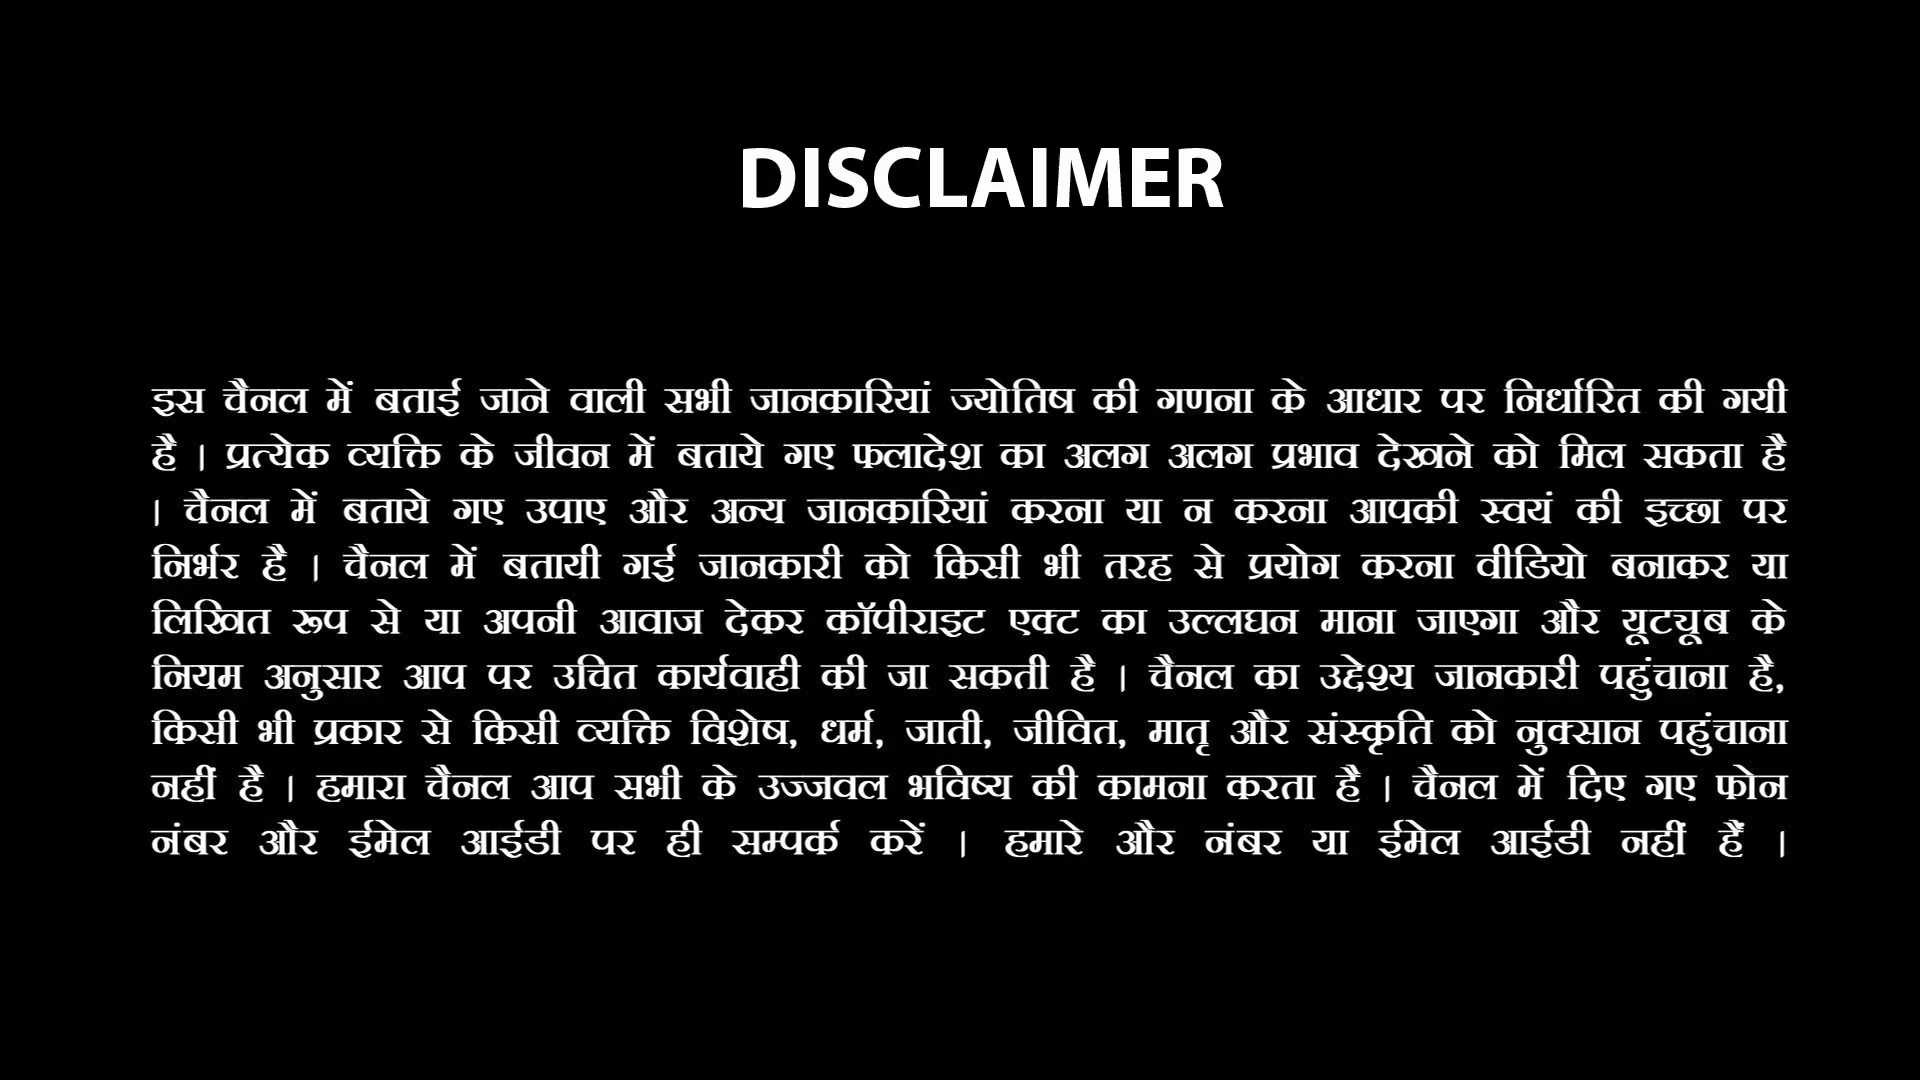 DISCLAIMER
इस चैनल में बताई जाने वाली सभी जानकारियां ज्योतिष की गणना के आधार पर निर्धारित की गयी
है । प्रत्येक व्यक्ति के जीवन में बताये गए फलादेश का अलग अलग प्रभाव देखने को मिल सकता है
। चैनल में बताये गए उपाए और अन्य जानकारियां करना या न करना आपकी स्वयं की इच्छा पर
निर्भर है । चैनल में बतायी गई जानकारी को किसी भी तरह से प्रयोग करना वीडियो बनाकर या
लिखित रूप से या अपनी आवाज देकर कॉपीराइट एक्ट का उल्लघन माना जाएगा और यूटच्यूब के
नियम अनुसार आप पर उचित कार्यवाही की जा सकती है । चैनल का उद्देश्य जानकारी पहुंचाना है,
किसी भी प्रकार से किसी व्यक्ति विशेष, धर्म, जाती, जीवित, मातृ और संस्कृति को नुक्सान पहुंचाना
नहीं है । हमारा चैनल आप सभी के उज्जवल भविष्य की कामना करता है । चैनल में दिए गए फोन
नंबर और ईमेल आईडी पर ही सम्पर्क करें । हमारे और नंबर या ईमेल आईडी नहीं हैं ।